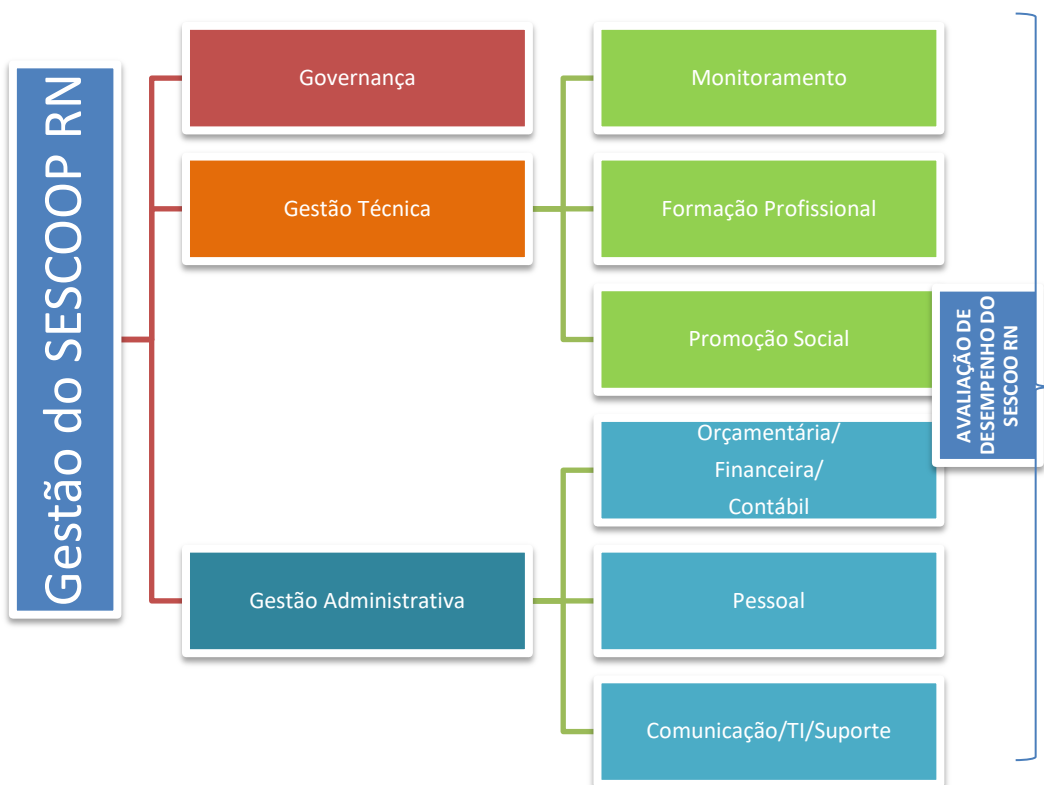 Gestão do SESCOOP RN
Governança
Gestão Técnica
Monitoramento
Formação Profissional
Promoção Social
Gestão Administrativa
Orçamentária/
Financeira/
Contábil
Pessoal
Comunicação/TI/Suporte
AVALIAÇÃO DE
DESEMPENHO DO
SESCOO RN